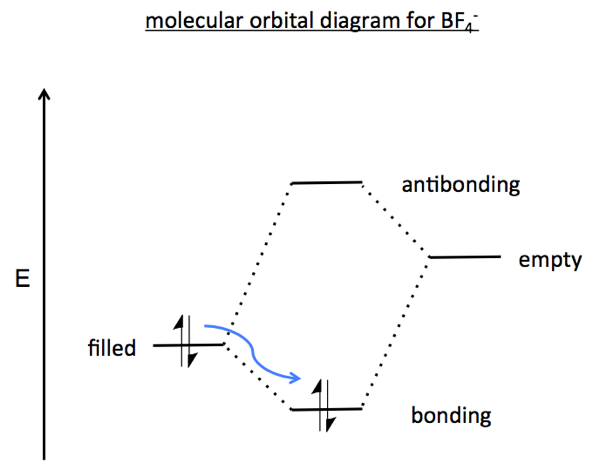 molecular orbital diagram for BF₄⁻
antibonding
empty
E
filled
bonding